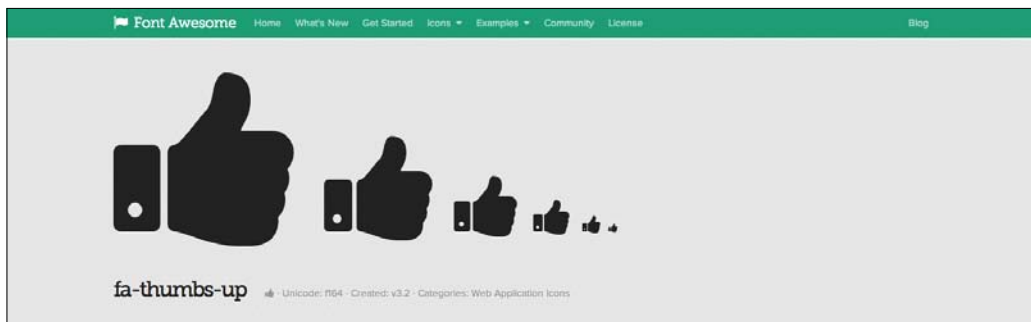 Font Awesome Home What's New Get Started Icons Examples Community License Blog
fa-thumbs-up · Unicode: f164 · Created: v3.2 · Categories: Web Application Icons